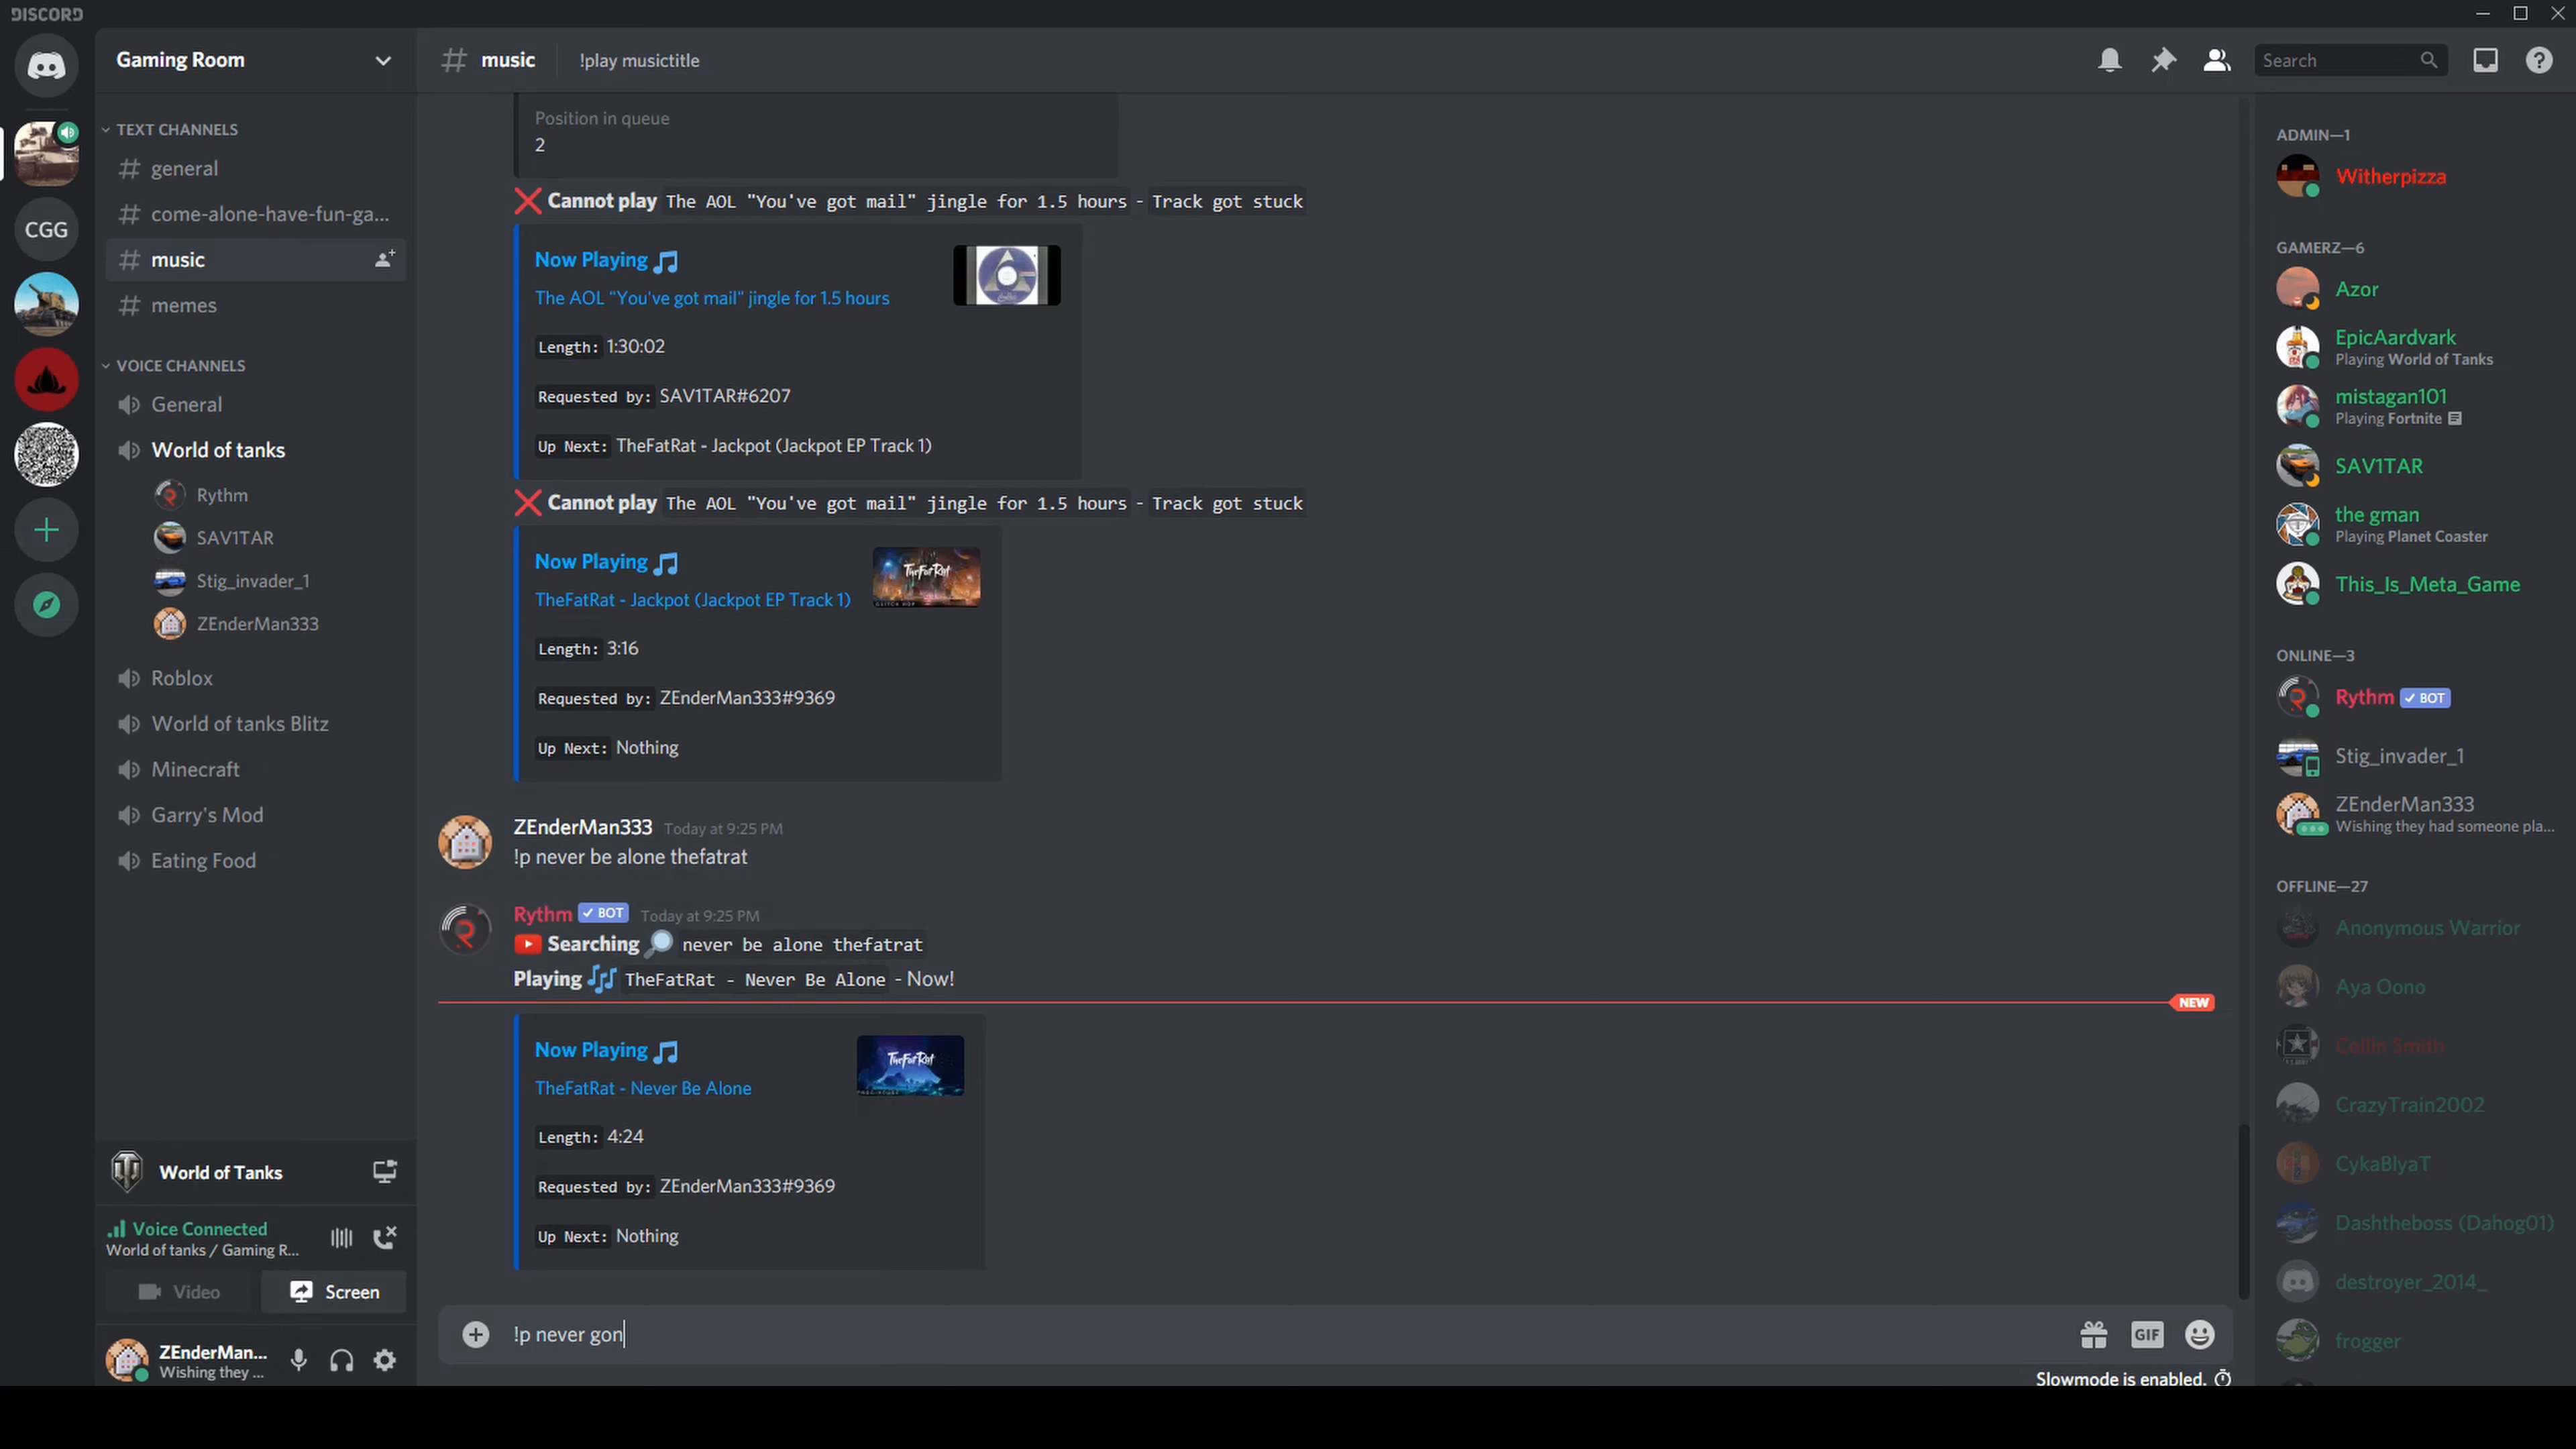 DISCORD
Gaming Room
# music
!play musictitle
Search
TEXT CHANNELS
general
come-alone-have-fun-ga...
music
memes
VOICE CHANNELS
General
World of tanks
Rythm
SAV1TAR
Stig_invader_1
ZEnderMan333
Roblox
World of tanks Blitz
Minecraft
Garry's Mod
Eating Food
CGG
World of Tanks
Voice Connected
World of tanks / Gaming R...
Video
Screen
ZEnderMan...
Wishing they ...
Position in queue
2
Cannot play The AOL "You've got mail" jingle for 1.5 hours - Track got stuck
Now Playing
The AOL "You've got mail" jingle for 1.5 hours
Length: 1:30:02
Requested by: SAV1TAR#6207
Up Next: TheFatRat - Jackpot (Jackpot EP Track 1)
Cannot play The AOL "You've got mail" jingle for 1.5 hours - Track got stuck
Now Playing
TheFatRat
TheFatRat - Jackpot (Jackpot EP Track 1)
Length: 3:16
Requested by: ZEnderMan333#9369
Up Next: Nothing
ZEnderMan333 Today at 9:25 PM
!p never be alone thefatrat
Rythm BOT Today at 9:25 PM
Searching never be alone thefatrat
Playing TheFatRat - Never Be Alone - Now!
NEW
Now Playing
TheFatRat
TheFatRat - Never Be Alone
Length: 4:24
Requested by: ZEnderMan333#9369
Up Next: Nothing
!p never gon
GIF
Slowmode is enabled.
ADMIN—1
Witherpizza
GAMERZ—6
Azor
EpicAardvark
Playing World of Tanks
mistagan101
Playing Fortnite
SAV1TAR
the gman
Playing Planet Coaster
This_Is_Meta_Game
ONLINE—3
Rythm BOT
Stig_invader_1
ZEnderMan333
Wishing they had someone pla...
OFFLINE—27
Anonymous Warrior
Aya Oono
Collin Smith
CrazyTrain2002
CykaBlyaT
Dashtheboss (Dahog01)
destroyer_2014_
frogger